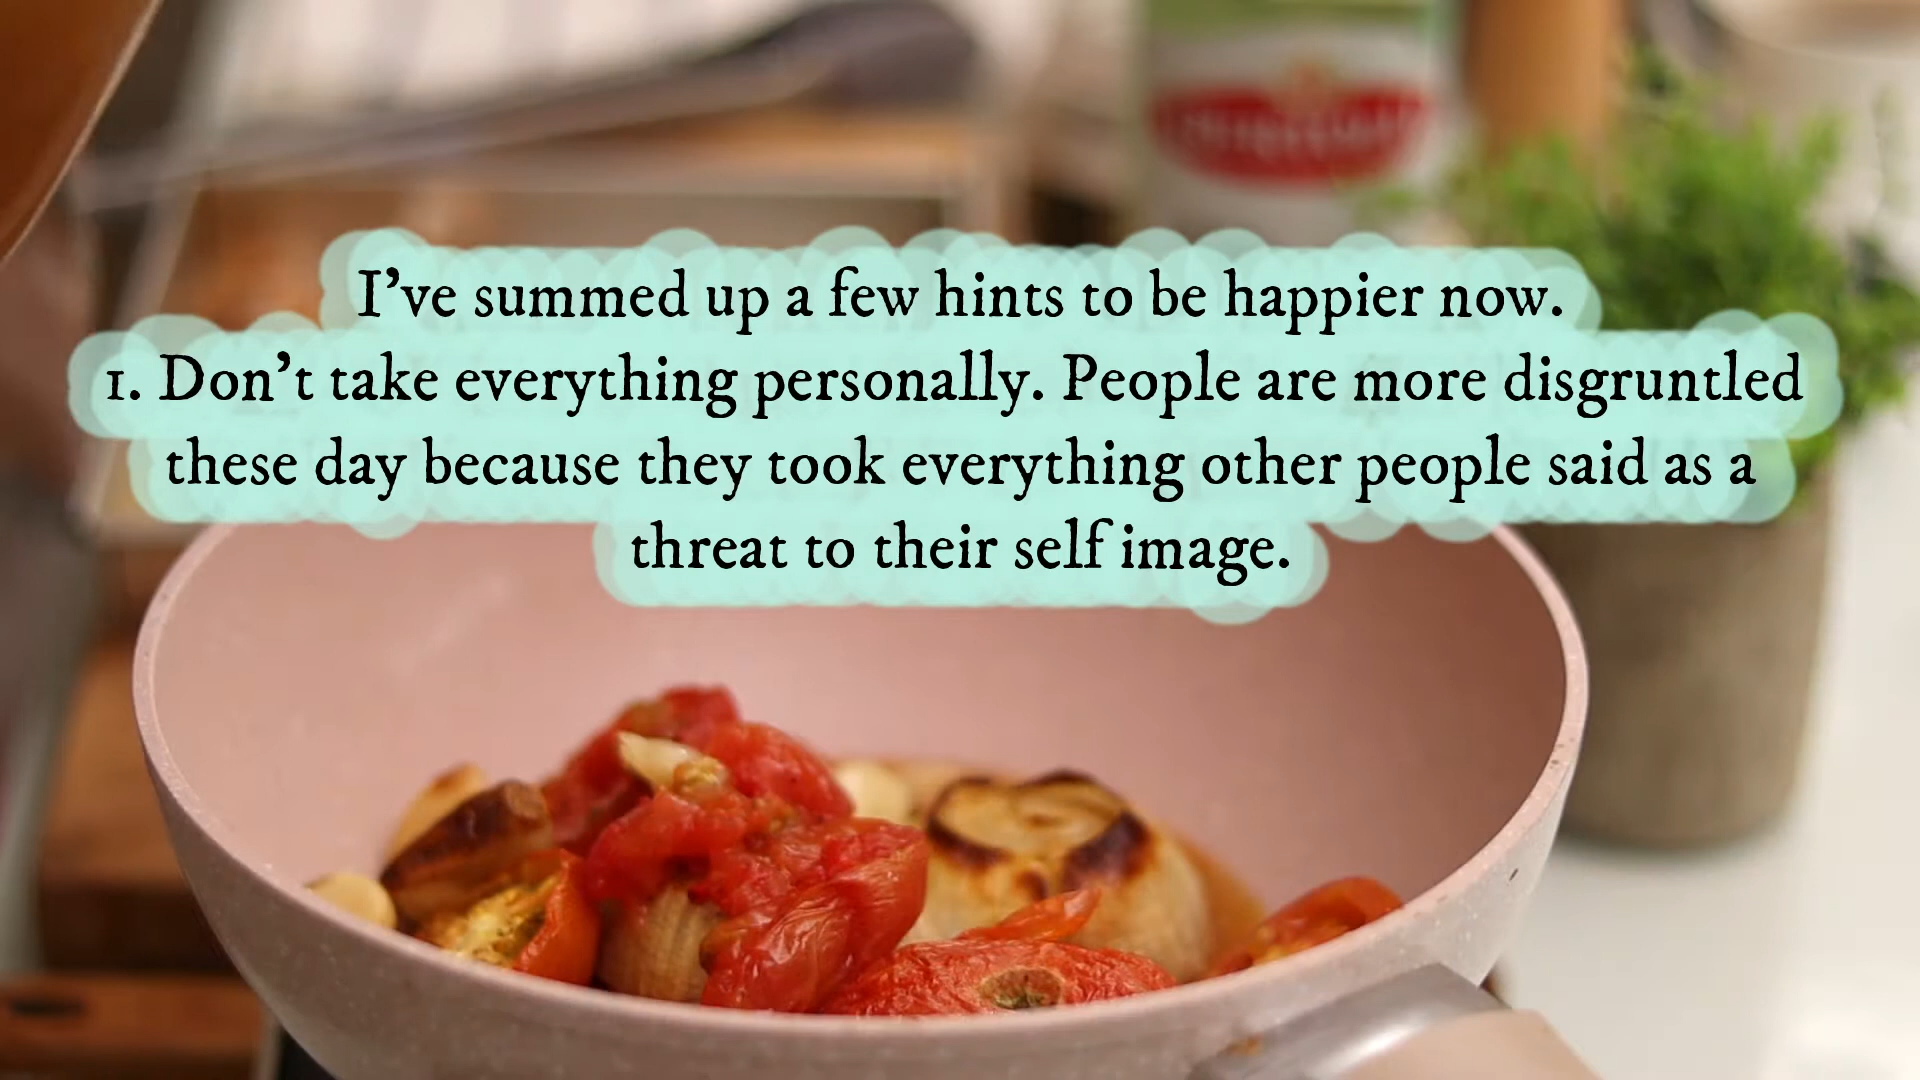 I've summed up a few hints to be happier now.
1. Don't take everything personally. People are more disgruntled
these day because they took everything other people said as a
threat to their self image.